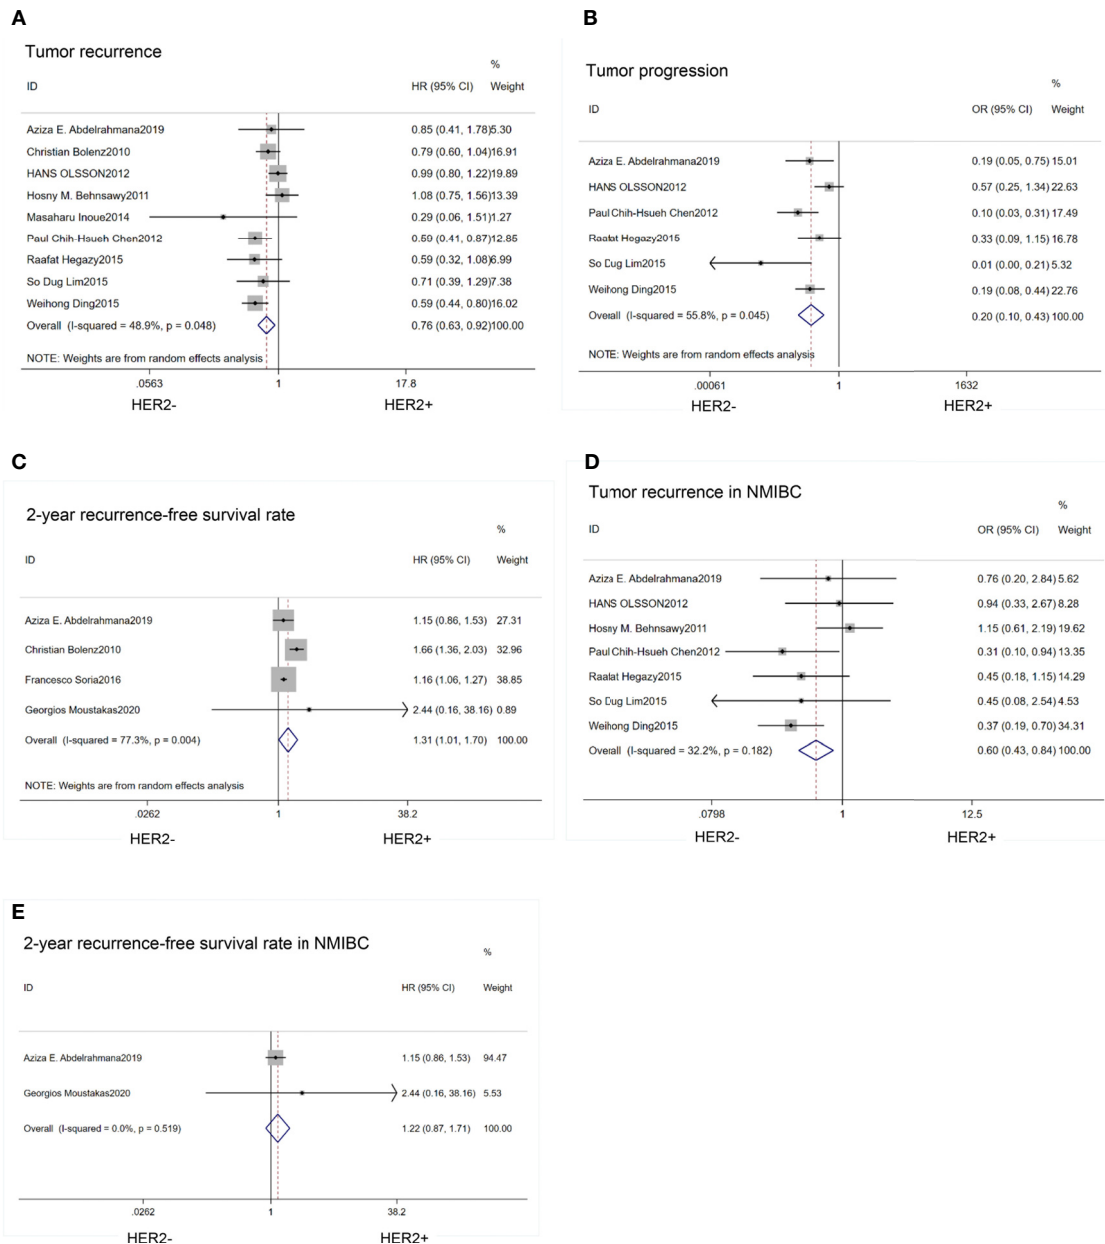 A
Tumor recurrence
%
ID HR (95% CI) Weight
Aziza E. Abdelrahmana2019 0.85 (0.41, 1.78)5.30
Christian Bolenz2010 0.79 (0.60, 1.04)16.91
HANS OLSSON2012 0.99 (0.80, 1.22)19.89
Hosny M. Behnsawy2011 1.08 (0.75, 1.56)13.39
Masaharu Inoue2014 0.29 (0.06, 1.51)1.27
Paul Chih-Hsueh Chen2012 0.60 (0.41, 0.87)12.85
Raafat Hegazy2015 0.59 (0.32, 1.08)6.99
So Dug Lim2015 0.71 (0.39, 1.29)7.38
Weihong Ding2015 0.59 (0.44, 0.80)16.02
Overall (I-squared = 48.9%, p = 0.048) 0.76 (0.63, 0.92)100.00
NOTE: Weights are from random effects analysis
.0563 1 17.8
HER2- HER2+
B
Tumor progression
%
ID OR (95% CI) Weight
Aziza E. Abdelrahmana2019 0.19 (0.05, 0.75) 15.01
HANS OLSSON2012 0.57 (0.25, 1.34) 22.63
Paul Chih-Hsueh Chen2012 0.10 (0.03, 0.31) 17.49
Raafat Hegazy2015 0.33 (0.09, 1.15) 16.78
So Dug Lim2015 0.01 (0.00, 0.21) 5.32
Weihong Ding2015 0.19 (0.08, 0.44) 22.76
Overall (I-squared = 55.8%, p = 0.045) 0.20 (0.10, 0.43) 100.00
NOTE: Weights are from random effects analysis
.00061 1 1632
HER2- HER2+
C
2-year recurrence-free survival rate
%
ID HR (95% CI) Weight
Aziza E. Abdelrahmana2019 1.15 (0.86, 1.53) 27.31
Christian Bolenz2010 1.66 (1.36, 2.03) 32.96
Francesco Soria2016 1.16 (1.06, 1.27) 38.85
Georgios Moustakas2020 2.44 (0.16, 38.16) 0.89
Overall (I-squared = 77.3%, p = 0.004) 1.31 (1.01, 1.70) 100.00
NOTE: Weights are from random effects analysis
.0262 1 38.2
HER2- HER2+
D
Tumor recurrence in NMIBC
%
ID OR (95% CI) Weight
Aziza E. Abdelrahmana2019 0.76 (0.20, 2.84) 5.62
HANS OLSSON2012 0.94 (0.33, 2.67) 8.28
Hosny M. Behnsawy2011 1.15 (0.61, 2.19) 19.62
Paul Chih-Hsueh Chen2012 0.31 (0.10, 0.94) 13.35
Raafat Hegazy2015 0.45 (0.18, 1.15) 14.29
So Dug Lim2015 0.45 (0.08, 2.54) 4.53
Weihong Ding2015 0.37 (0.19, 0.70) 34.31
Overall (I-squared = 32.2%, p = 0.182) 0.60 (0.43, 0.84) 100.00
.0798 1 12.5
HER2- HER2+
E
2-year recurrence-free survival rate in NMIBC
%
ID HR (95% CI) Weight
Aziza E. Abdelrahmana2019 1.15 (0.86, 1.53) 94.47
Georgios Moustakas2020 2.44 (0.16, 38.16) 5.53
Overall (I-squared = 0.0%, p = 0.519) 1.22 (0.87, 1.71) 100.00
.0262 1 38.2
HER2- HER2+